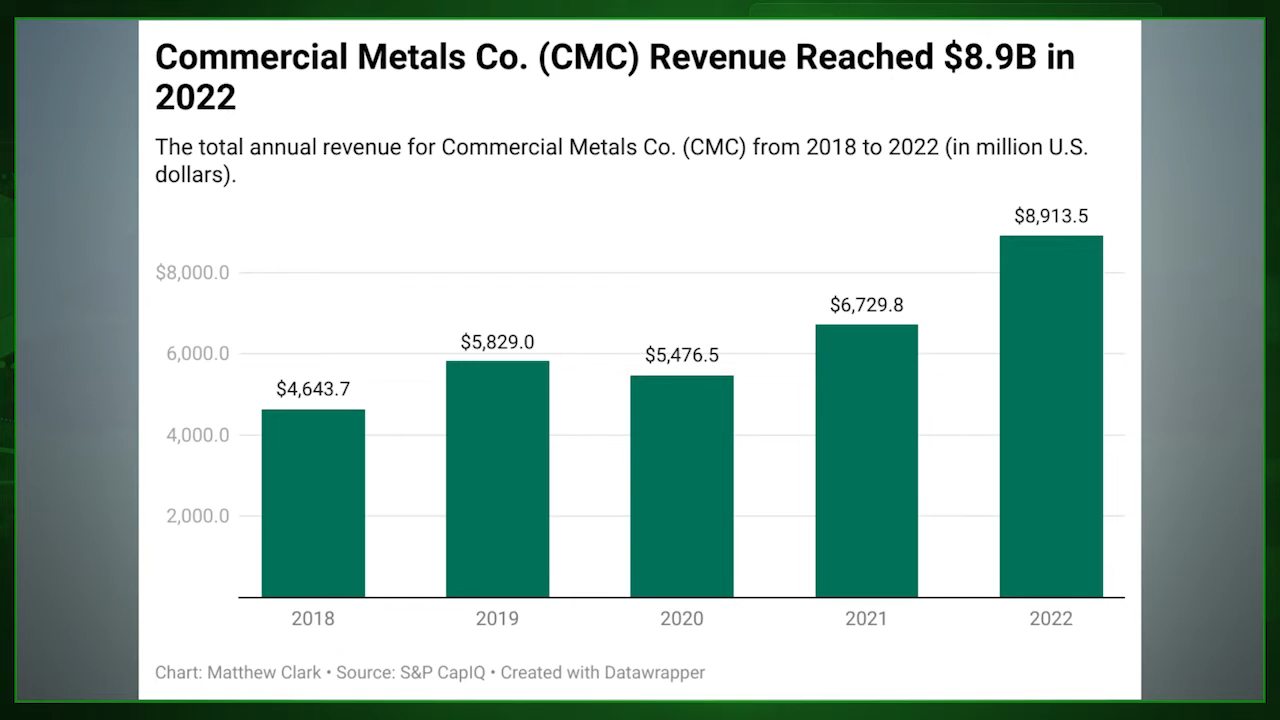 Commercial Metals Co. (CMC) Revenue Reached $8.9B in
2022
The total annual revenue for Commercial Metals Co. (CMC) from 2018 to 2022 (in million U.S.
dollars).
$8,913.5
$8,000.0
$6,729.8
6,000.0
$5,829.0
$5,476.5
$4,643.7
4,000.0
2,000.0
2018 2019 2020 2021 2022
Chart: Matthew Clark • Source: S&P CapIQ • Created with Datawrapper